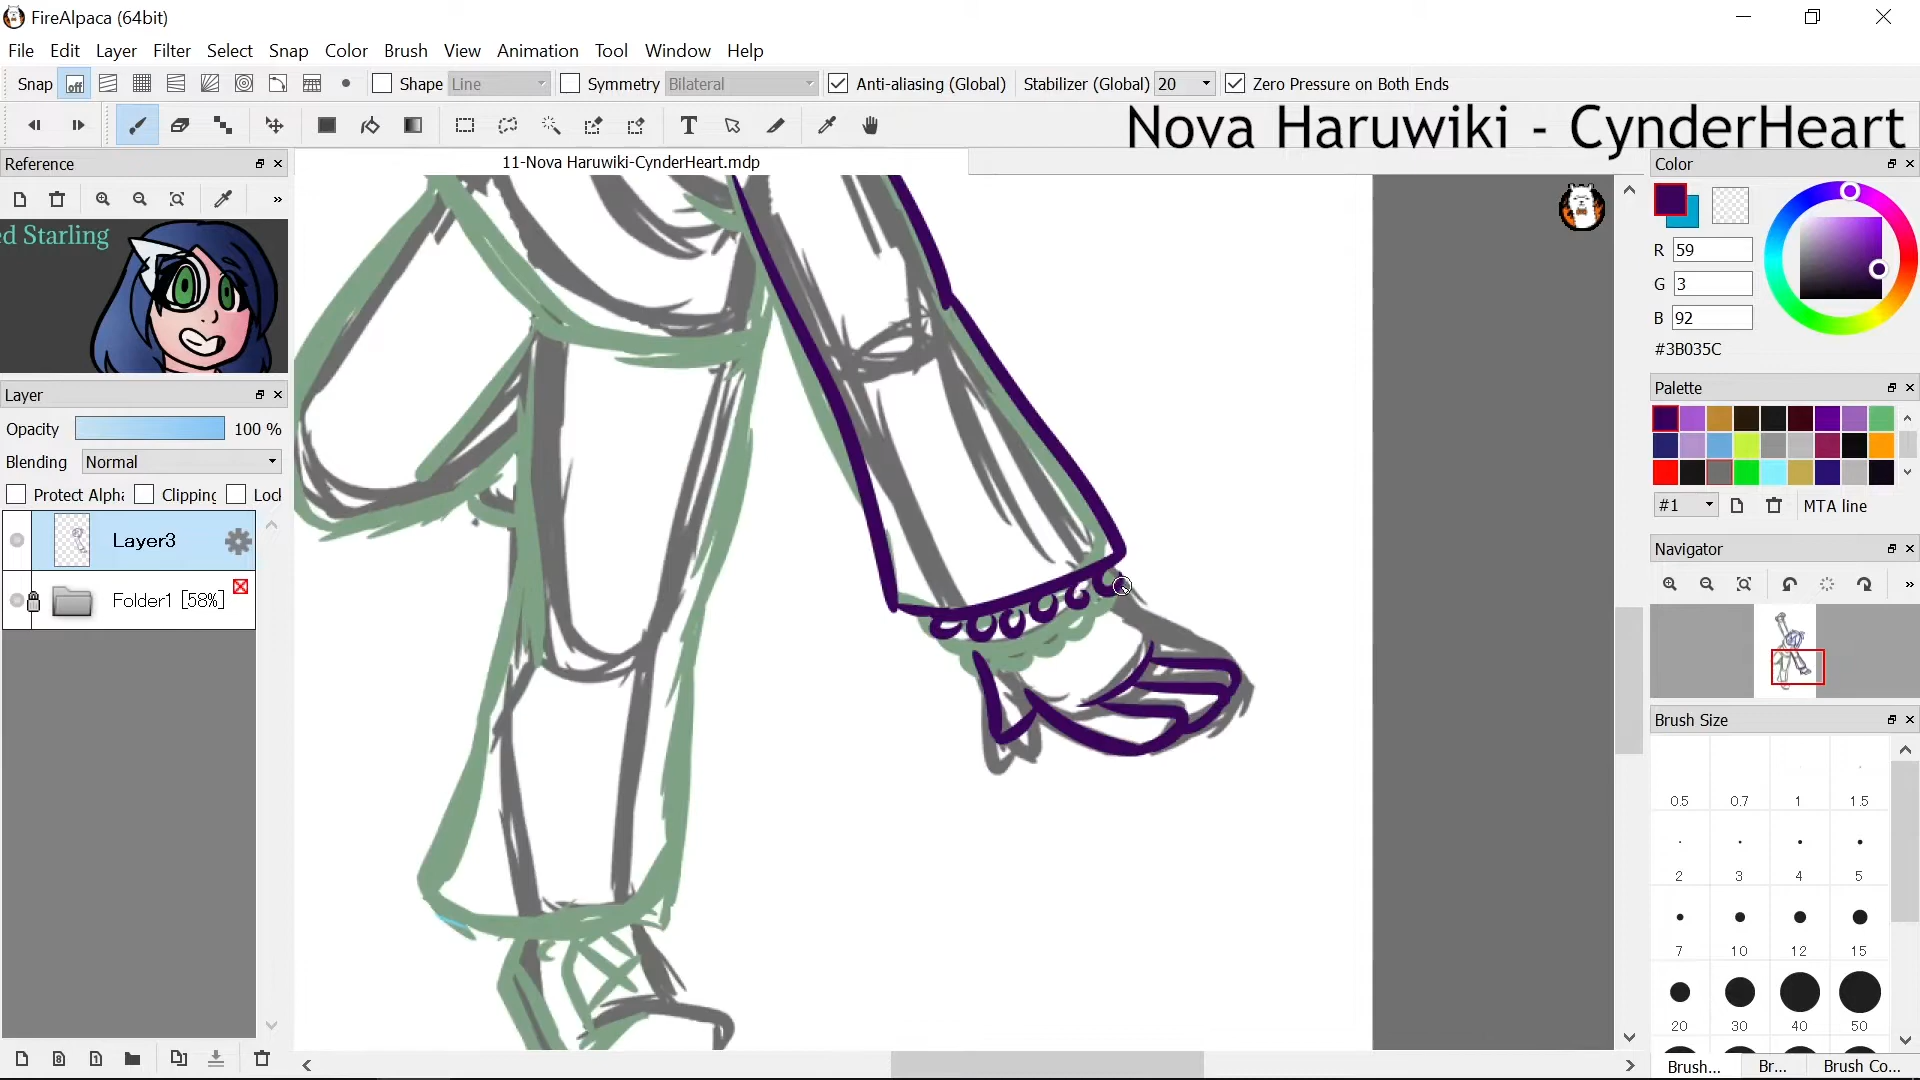 FireAlpaca (64bit)
File Edit Layer Filter Select Snap Color Brush View Animation Tool Window Help
Snap off Shape Line Symmetry Bilateral Anti-aliasing (Global) Stabilizer (Global) 20 Zero Pressure on Both Ends
Nova Haruwiki - CynderHeart
Reference
11-Nova Haruwiki-CynderHeart.mdp
ed Starling
Layer
Opacity 100 %
Blending Normal
Protect Alpha Clipping Lock
Layer3
Folder1 [58%]
Color
R 59
G 3
B 92
#3B035C
Palette
#1 MTA line
Navigator
Brush Size
0.5 0.7 1 1.5
2 3 4 5
7 10 12 15
20 30 40 50
Brush... Br... Brush Co...